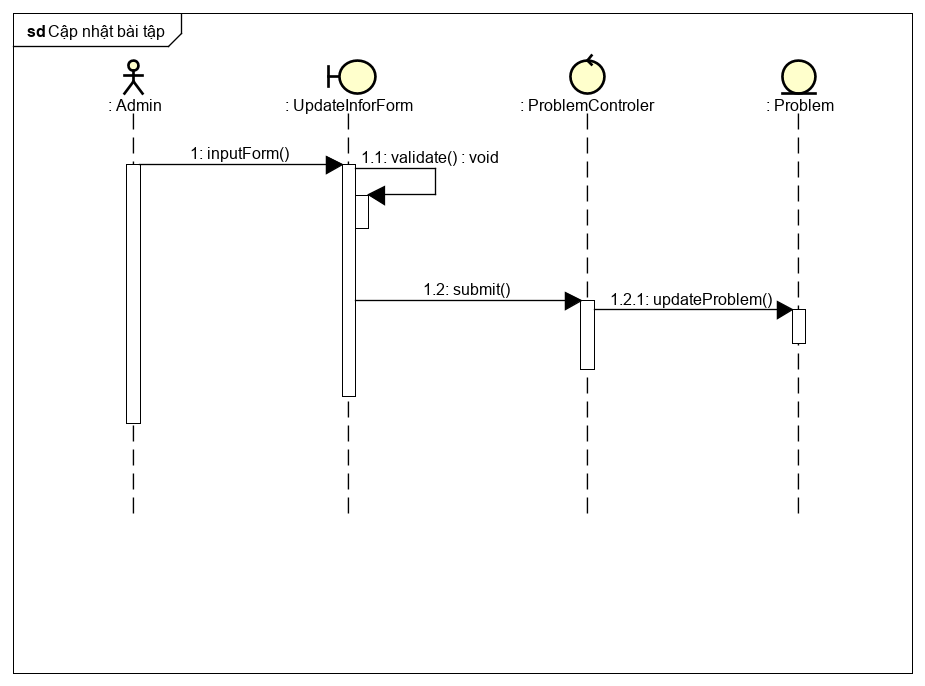 sd Cập nhật bài tập
: Admin
: UpdateInforForm
: ProblemControler
: Problem
1: inputForm()
1.1: validate() : void
1.2: submit()
1.2.1: updateProblem()